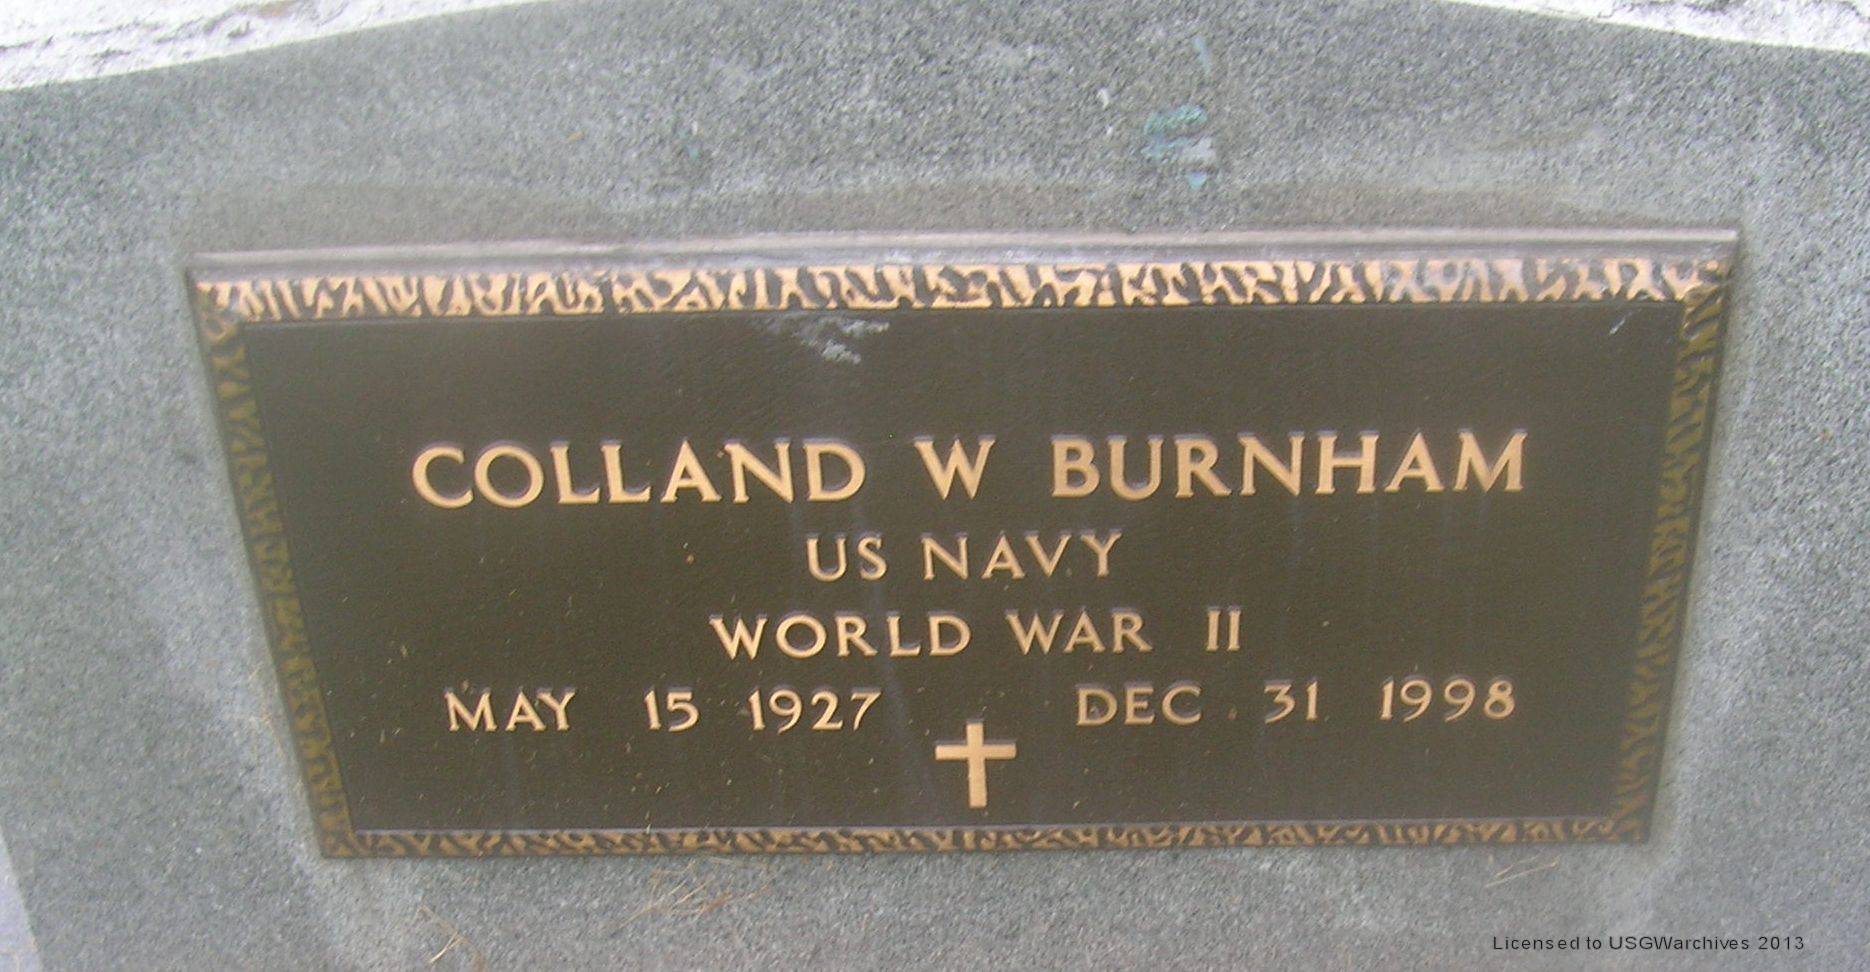 COLLAND W BURNHAM
US NAVY
WORLD WAR II
MAY 15 1927 DEC 31 1998
Licensed to USGWarchives 2013